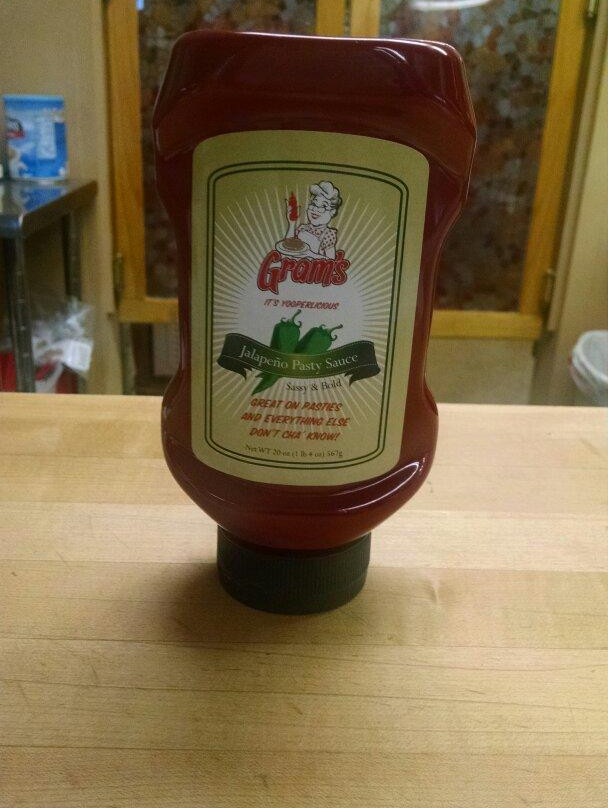 Gram's
IT'S YOOPERLICIOUS
Jalapeño Pasty Sauce
Sassy & Bold
GREAT ON PASTIES
AND EVERYTHING ELSE
DON'T CHA' KNOW!
Net WT 20 oz (1 lb 4 oz) 567g